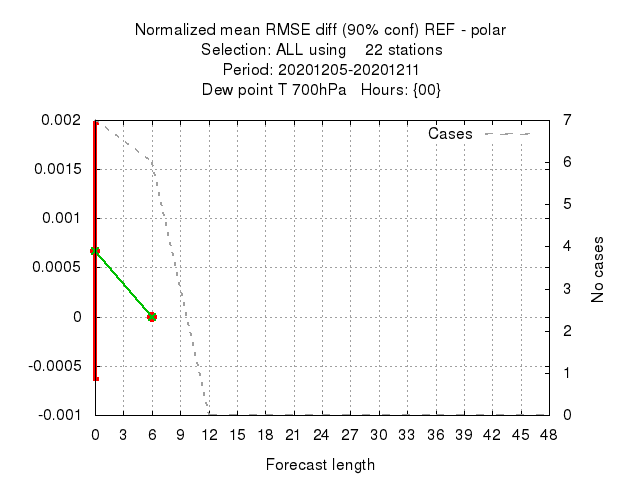 Normalized mean RMSE diff (90% conf) REF - polar
Selection: ALL using    22 stations
Period: 20201205-20201211
Dew point T 700hPa   Hours: {00}
Cases
0.002
0.0015
0.001
0.0005
0
-0.0005
-0.001
7
6
5
4
3
2
1
0
No cases
0 3 6 9 12 15 18 21 24 27 30 33 36 39 42 45 48
Forecast length